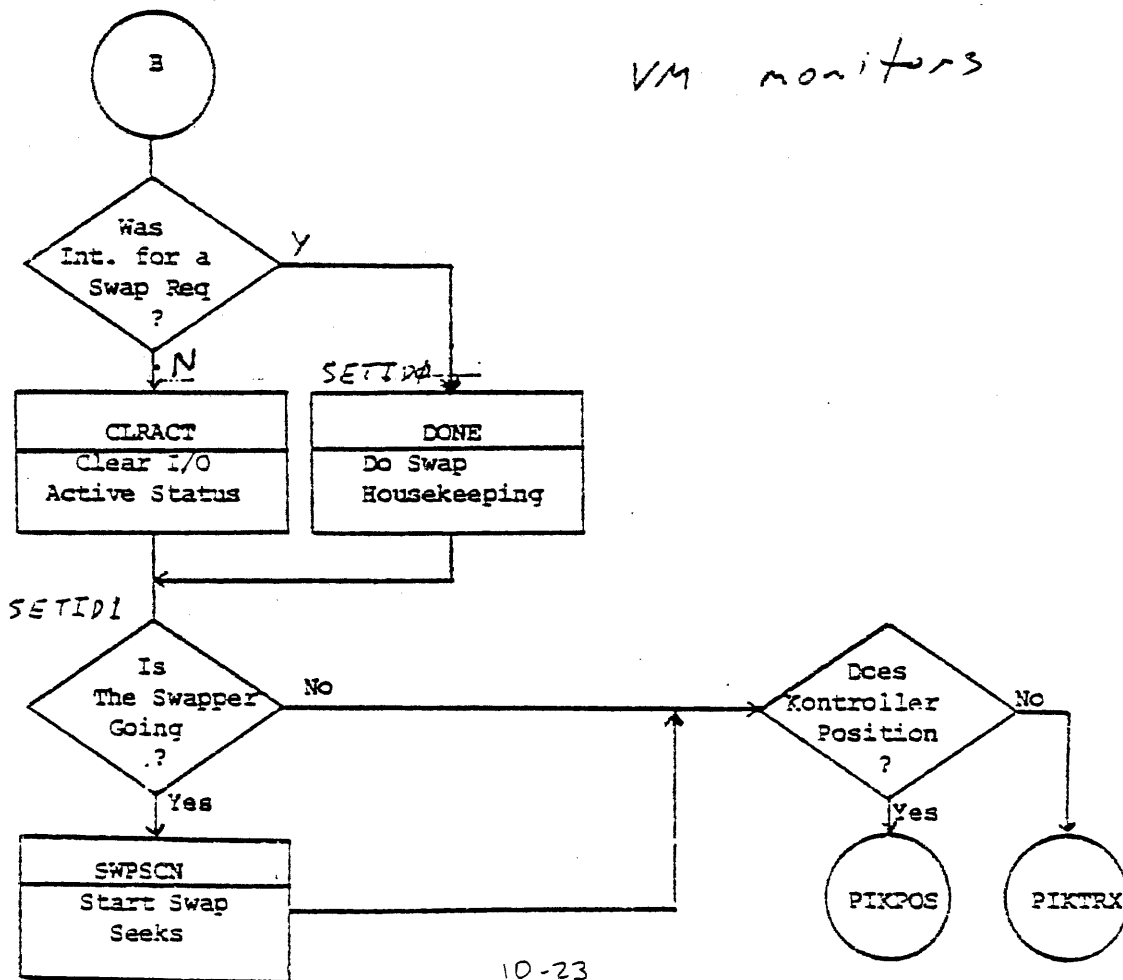 VM monitors
Was
Int. for a
Swap Req
?
Y
N
SETID0
CLRACT
Clear I/O
Active Status
DONE
Do Swap
Housekeeping
SETID1
Is
The Swapper
Going
?
No
Yes
Does
Kontroller
Position
?
No
Yes
SWPSCN
Start Swap
Seeks
PIKPOS
PIKTRX
10-23